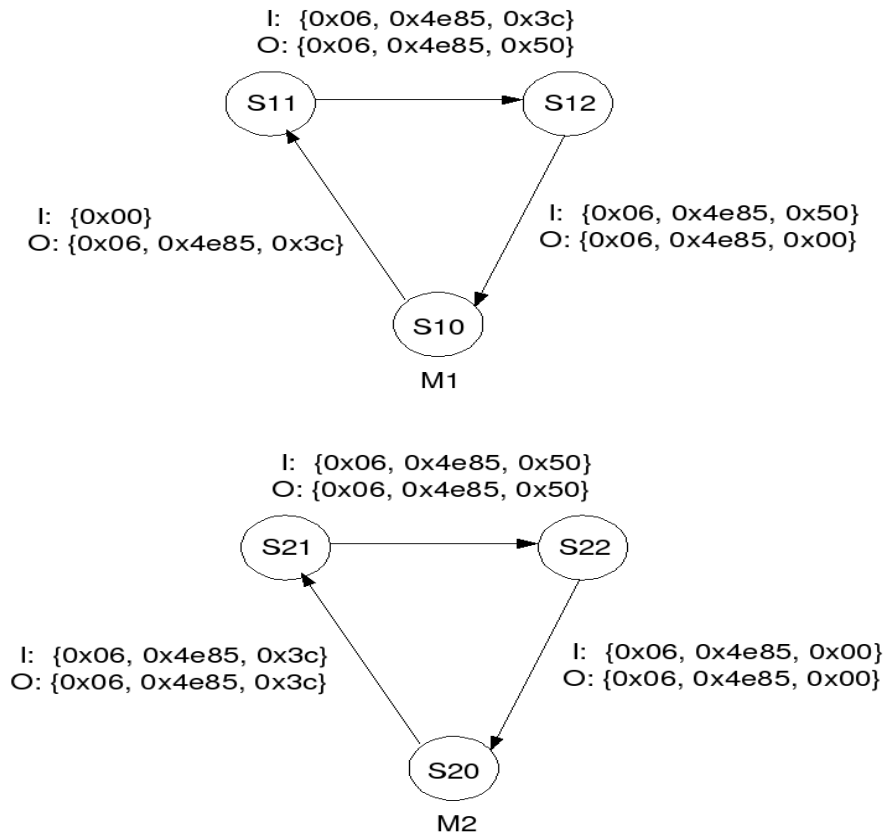 I: {0x06, 0x4e85, 0x3c}
O: {0x06, 0x4e85, 0x50}
S11
S12
I: {0x00}
O: {0x06, 0x4e85, 0x3c}
I: {0x06, 0x4e85, 0x50}
O: {0x06, 0x4e85, 0x00}
S10
M1
I: {0x06, 0x4e85, 0x50}
O: {0x06, 0x4e85, 0x50}
S21
S22
I: {0x06, 0x4e85, 0x3c}
O: {0x06, 0x4e85, 0x3c}
I: {0x06, 0x4e85, 0x00}
O: {0x06, 0x4e85, 0x00}
S20
M2